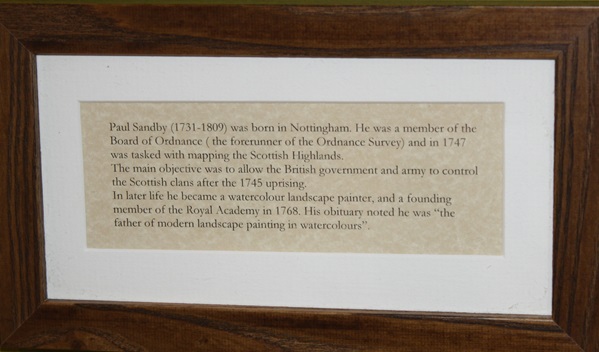 Paul Sandby (1731-1809) was born in Nottingham. He was a member of the
Board of Ordnance ( the forerunner of the Ordnance Survey) and in 1747
was tasked with mapping the Scottish Highlands.
The main objective was to allow the British government and army to control
the Scottish clans after the 1745 uprising.
In later life he became a watercolour landscape painter, and a founding
member of the Royal Academy in 1768. His obituary noted he was “the
father of modern landscape painting in watercolours”.